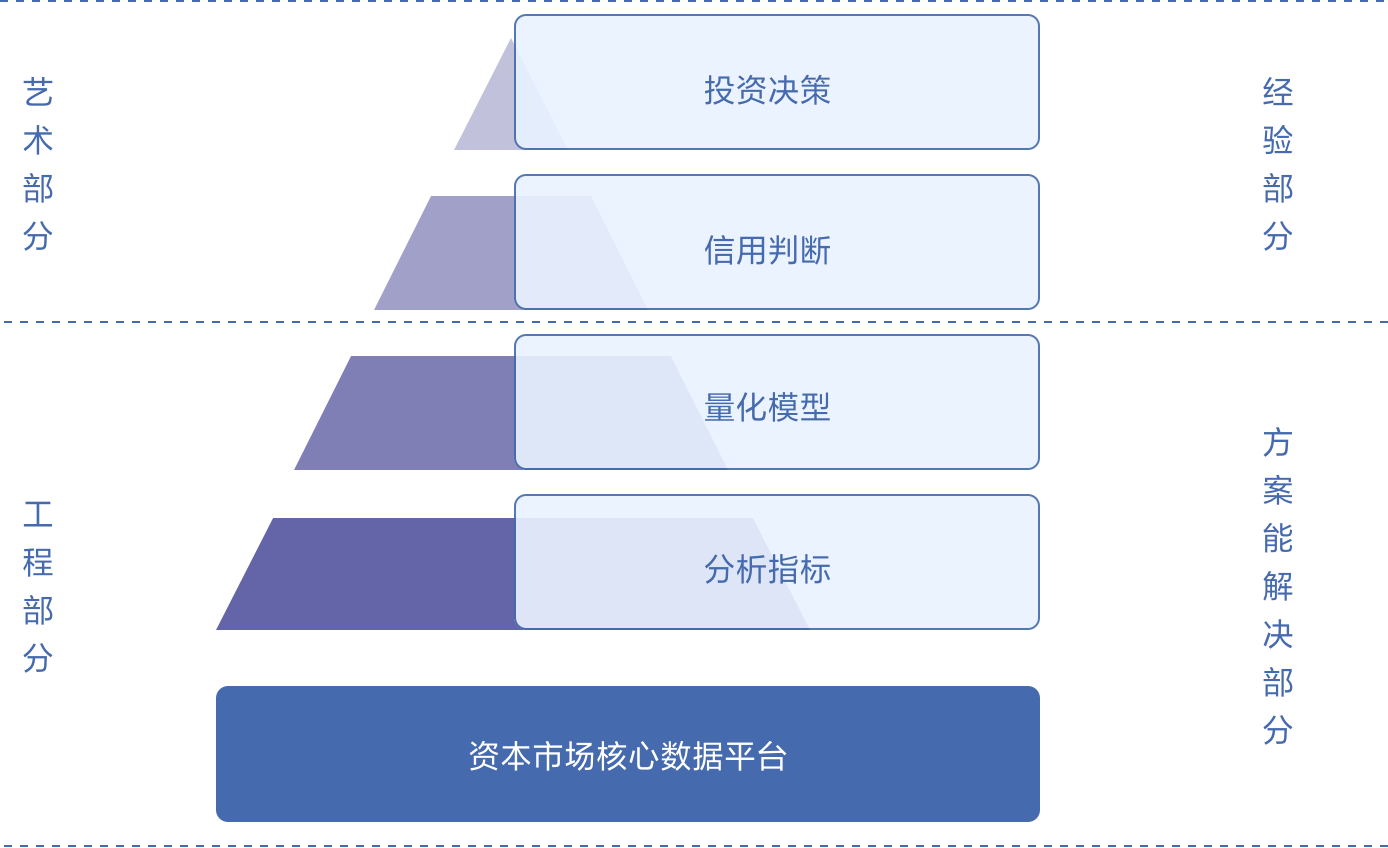 艺术部分
投资决策
信用判断
经验部分
工程部分
量化模型
分析指标
资本市场核心数据平台
方案能解决部分